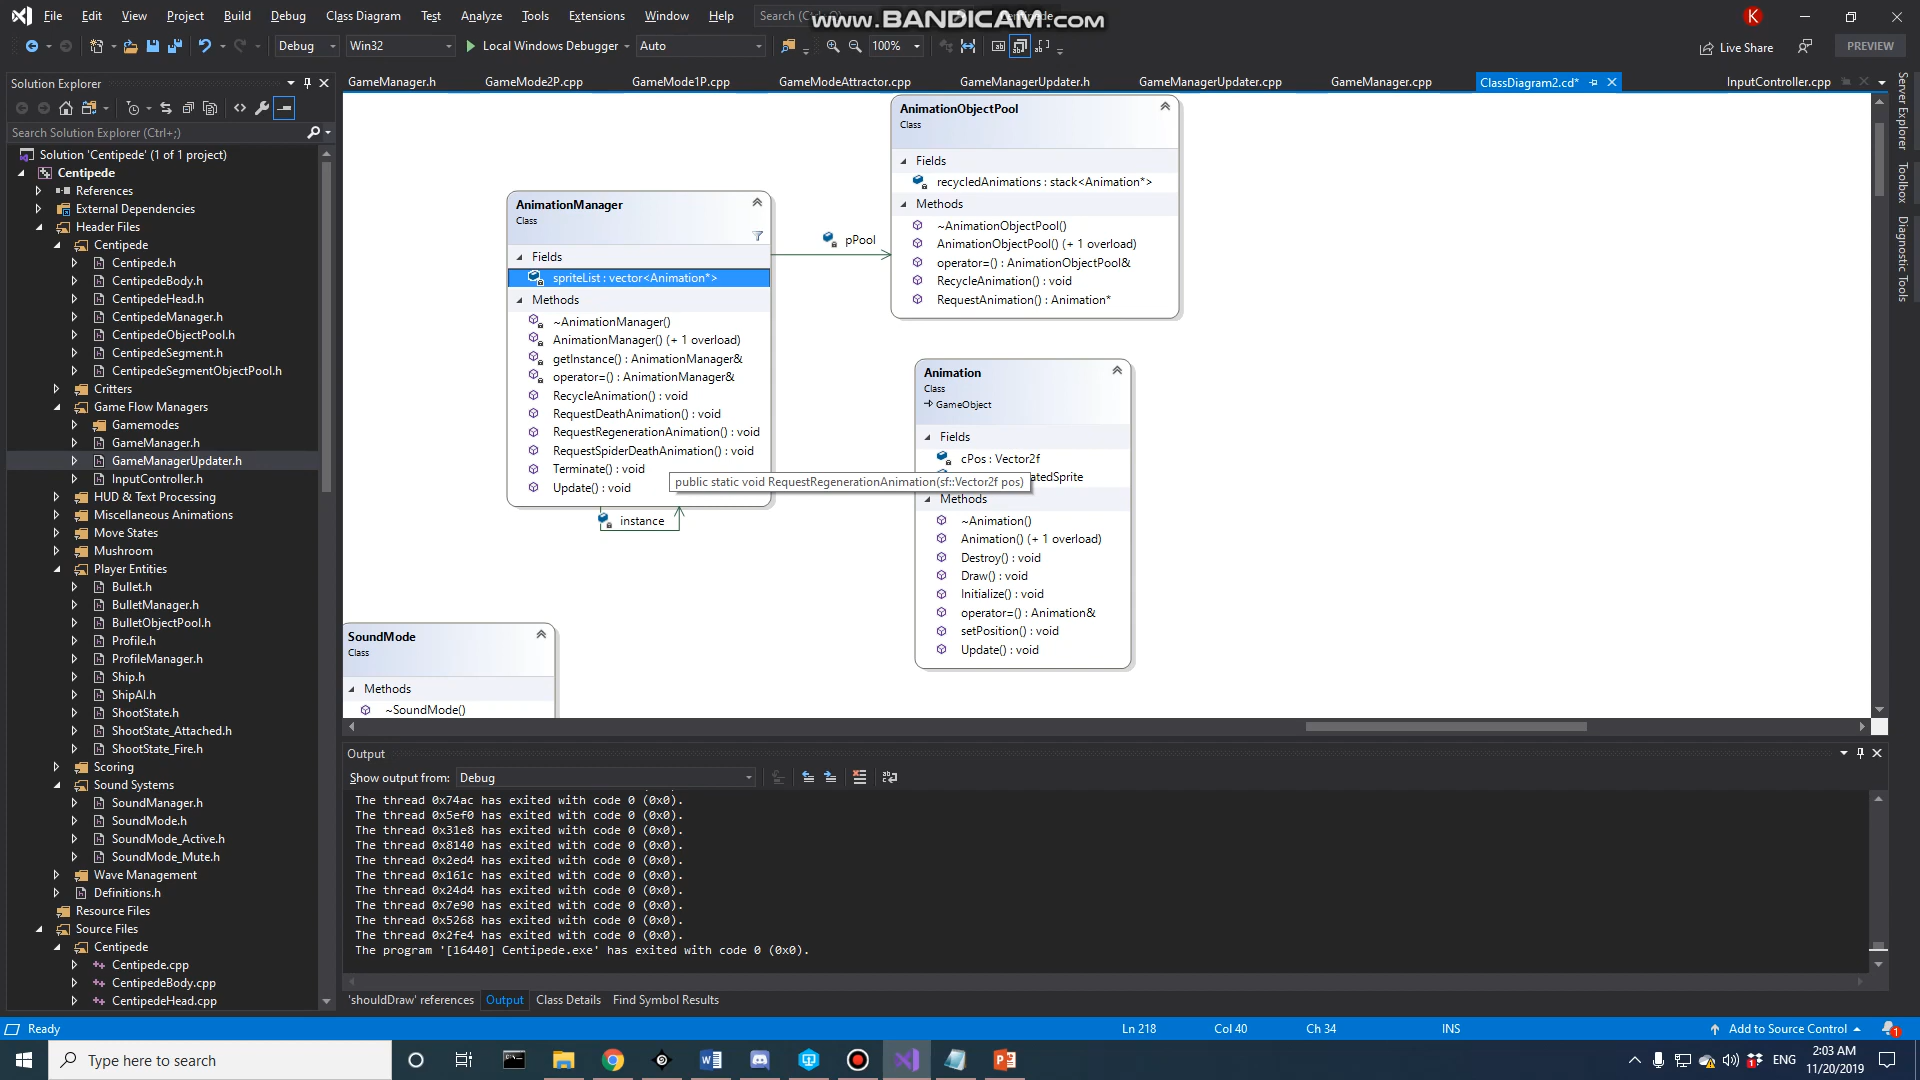 File Edit View Project Build Debug Class Diagram Test Analyze Tools Extensions Window Help
www.BANDICAM.com
K
Debug Win32 Local Windows Debugger Auto 100% Live Share PREVIEW
Solution Explorer
GameManager.h GameMode2P.cpp GameMode1P.cpp GameModeAttractor.cpp GameManagerUpdater.h GameManagerUpdater.cpp GameManager.cpp ClassDiagram2.cd* InputController.cpp
Search Solution Explorer (Ctrl+;)
Solution 'Centipede' (1 of 1 project)
Centipede
References
External Dependencies
Header Files
Centipede
Centipede.h
CentipedeBody.h
CentipedeHead.h
CentipedeManager.h
CentipedeObjectPool.h
CentipedeSegment.h
CentipedeSegmentObjectPool.h
Critters
Game Flow Managers
Gamemodes
GameManager.h
GameManagerUpdater.h
InputController.h
HUD & Text Processing
Miscellaneous Animations
Move States
Mushroom
Player Entities
Bullet.h
BulletManager.h
BulletObjectPool.h
Profile.h
ProfileManager.h
Ship.h
ShipAI.h
ShootState.h
ShootState_Attached.h
ShootState_Fire.h
Scoring
Sound Systems
SoundManager.h
SoundMode.h
SoundMode_Active.h
SoundMode_Mute.h
Wave Management
Definitions.h
Resource Files
Source Files
Centipede
Centipede.cpp
CentipedeBody.cpp
CentipedeHead.cpp
AnimationManager
Class
Fields
spriteList : vector<Animation*>
Methods
~AnimationManager()
AnimationManager() (+ 1 overload)
getInstance() : AnimationManager&
operator=() : AnimationManager&
RecycleAnimation() : void
RequestDeathAnimation() : void
RequestRegenerationAnimation() : void
RequestSpiderDeathAnimation() : void
Terminate() : void
Update() : void
instance
pPool
AnimationObjectPool
Class
Fields
recycledAnimations : stack<Animation*>
Methods
~AnimationObjectPool()
AnimationObjectPool() (+ 1 overload)
operator=() : AnimationObjectPool&
RecycleAnimation() : void
RequestAnimation() : Animation*
Animation
Class
GameObject
Fields
cPos : Vector2f
atedSprite
public static void RequestRegenerationAnimation(sf::Vector2f pos)
Methods
~Animation()
Animation() (+ 1 overload)
Destroy() : void
Draw() : void
Initialize() : void
operator=() : Animation&
setPosition() : void
Update() : void
SoundMode
Class
Methods
~SoundMode()
Server Explorer
Toolbox
Diagnostic Tools
Output
Show output from: Debug
The thread 0x74ac has exited with code 0 (0x0).
The thread 0x5ef0 has exited with code 0 (0x0).
The thread 0x31e8 has exited with code 0 (0x0).
The thread 0x8140 has exited with code 0 (0x0).
The thread 0x2ed4 has exited with code 0 (0x0).
The thread 0x161c has exited with code 0 (0x0).
The thread 0x24d4 has exited with code 0 (0x0).
The thread 0x7e90 has exited with code 0 (0x0).
The thread 0x5268 has exited with code 0 (0x0).
The thread 0x2fe4 has exited with code 0 (0x0).
The program '[16440] Centipede.exe' has exited with code 0 (0x0).
'shouldDraw' references Output Class Details Find Symbol Results
Ready Ln 218 Col 40 Ch 34 INS Add to Source Control 1
Type here to search
ENG
2:03 AM
11/20/2019